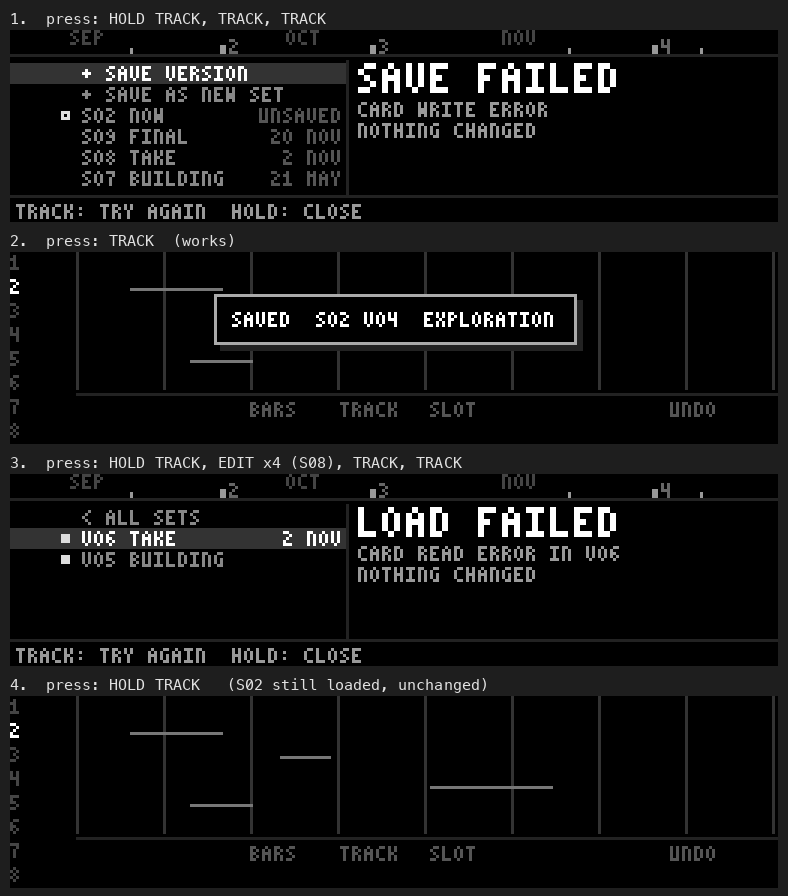 1. press: HOLD TRACK, TRACK, TRACK
SEP 2 OCT 3 NOV 4
+ SAVE VERSION
+ SAVE AS NEW SET
S02 NOW UNSAVED
S09 FINAL 20 NOV
S08 TAKE 2 NOV
S07 BUILDING 21 MAY
SAVE FAILED
CARD WRITE ERROR
NOTHING CHANGED
TRACK: TRY AGAIN HOLD: CLOSE
2. press: TRACK (works)
1
2
3
4
5
6
7
8
SAVED S02 V04 EXPLORATION
BARS TRACK SLOT UNDO
3. press: HOLD TRACK, EDIT x4 (S08), TRACK, TRACK
SEP 2 OCT 3 NOV 4
< ALL SETS
V06 TAKE 2 NOV
V05 BUILDING
LOAD FAILED
CARD READ ERROR IN V06
NOTHING CHANGED
TRACK: TRY AGAIN HOLD: CLOSE
4. press: HOLD TRACK (S02 still loaded, unchanged)
1
2
3
4
5
6
7
8
BARS TRACK SLOT UNDO